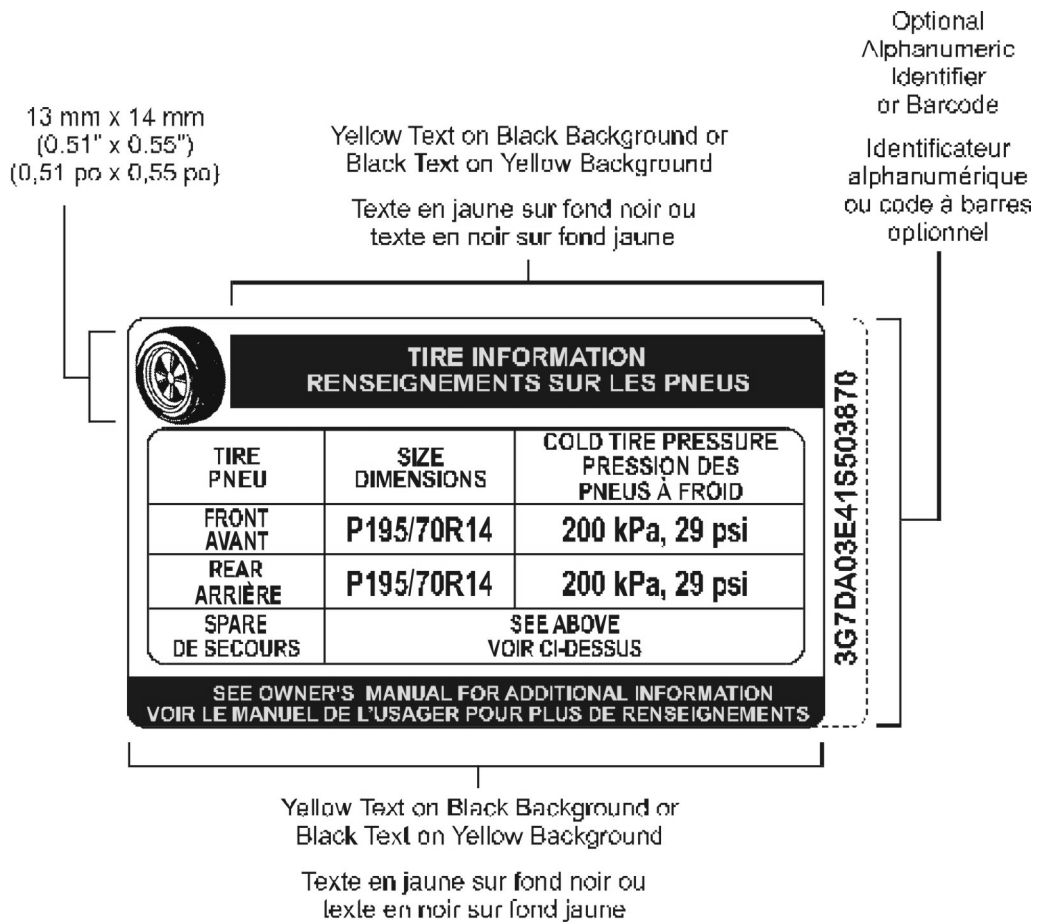 Optional
Alphanumeric
Identifier
or Barcode
Identificateur
alphanumérique
ou code à barres
optionnel
13 mm x 14 mm
(0.51" x 0.55")
(0,51 po x 0,55 po)
Yellow Text on Black Background or
Black Text on Yellow Background
Texte en jaune sur fond noir ou
texte en noir sur fond jaune
TIRE INFORMATION
RENSEIGNEMENTS SUR LES PNEUS
TIRE
PNEU
SIZE
DIMENSIONS
COLD TIRE PRESSURE
PRESSION DES
PNEUS À FROID
FRONT
AVANT
P195/70R14
200 kPa, 29 psi
REAR
ARRIÈRE
P195/70R14
200 kPa, 29 psi
SPARE
DE SECOURS
SEE ABOVE
VOIR CI-DESSUS
SEE OWNER'S MANUAL FOR ADDITIONAL INFORMATION
VOIR LE MANUEL DE L'USAGER POUR PLUS DE RENSEIGNEMENTS
3G7DA03E41S503870
Yellow Text on Black Background or
Black Text on Yellow Background
Texte en jaune sur fond noir ou
texte en noir sur fond jaune